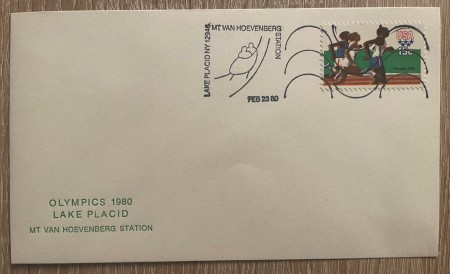 LAKE PLACID NY 12946
MT VAN HOEVENBERG
STATION
FEB 23 80
USA
15c
OLYMPICS 1980
LAKE PLACID
MT VAN HOEVENBERG STATION